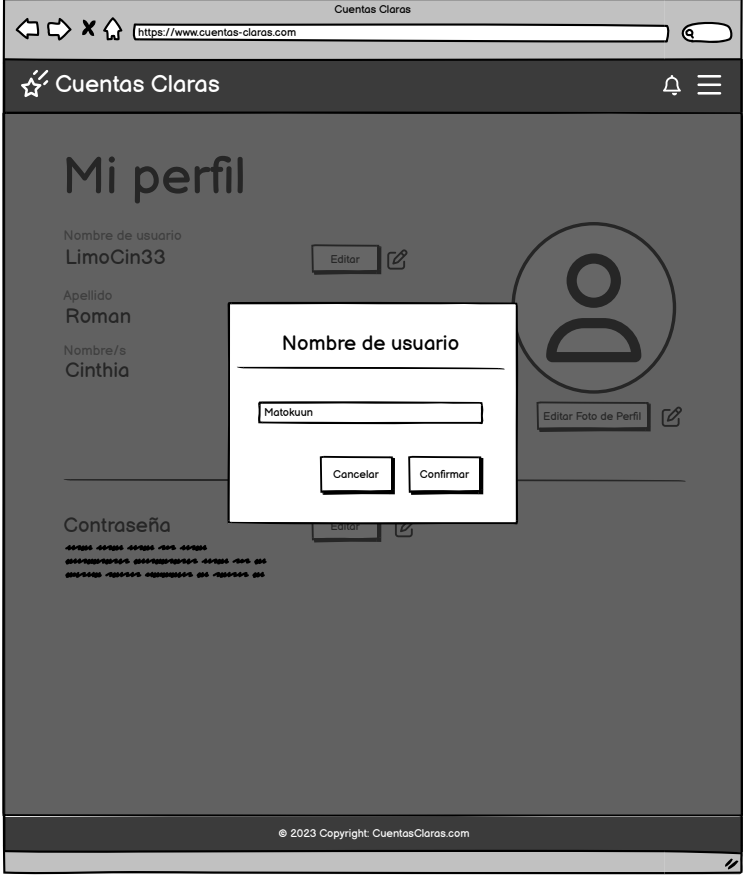 Cuentas Claras
https://www.cuentas-claras.com
Cuentas Claras
Mi perfil
Nombre de usuario
LimoCin33
Editar
Apellido
Roman
Nombre/s
Cinthia
Editar Foto de Perfil
Nombre de usuario
Matokuun
Cancelar
Confirmar
Contraseña
Editar
© 2023 Copyright: CuentasClaras.com